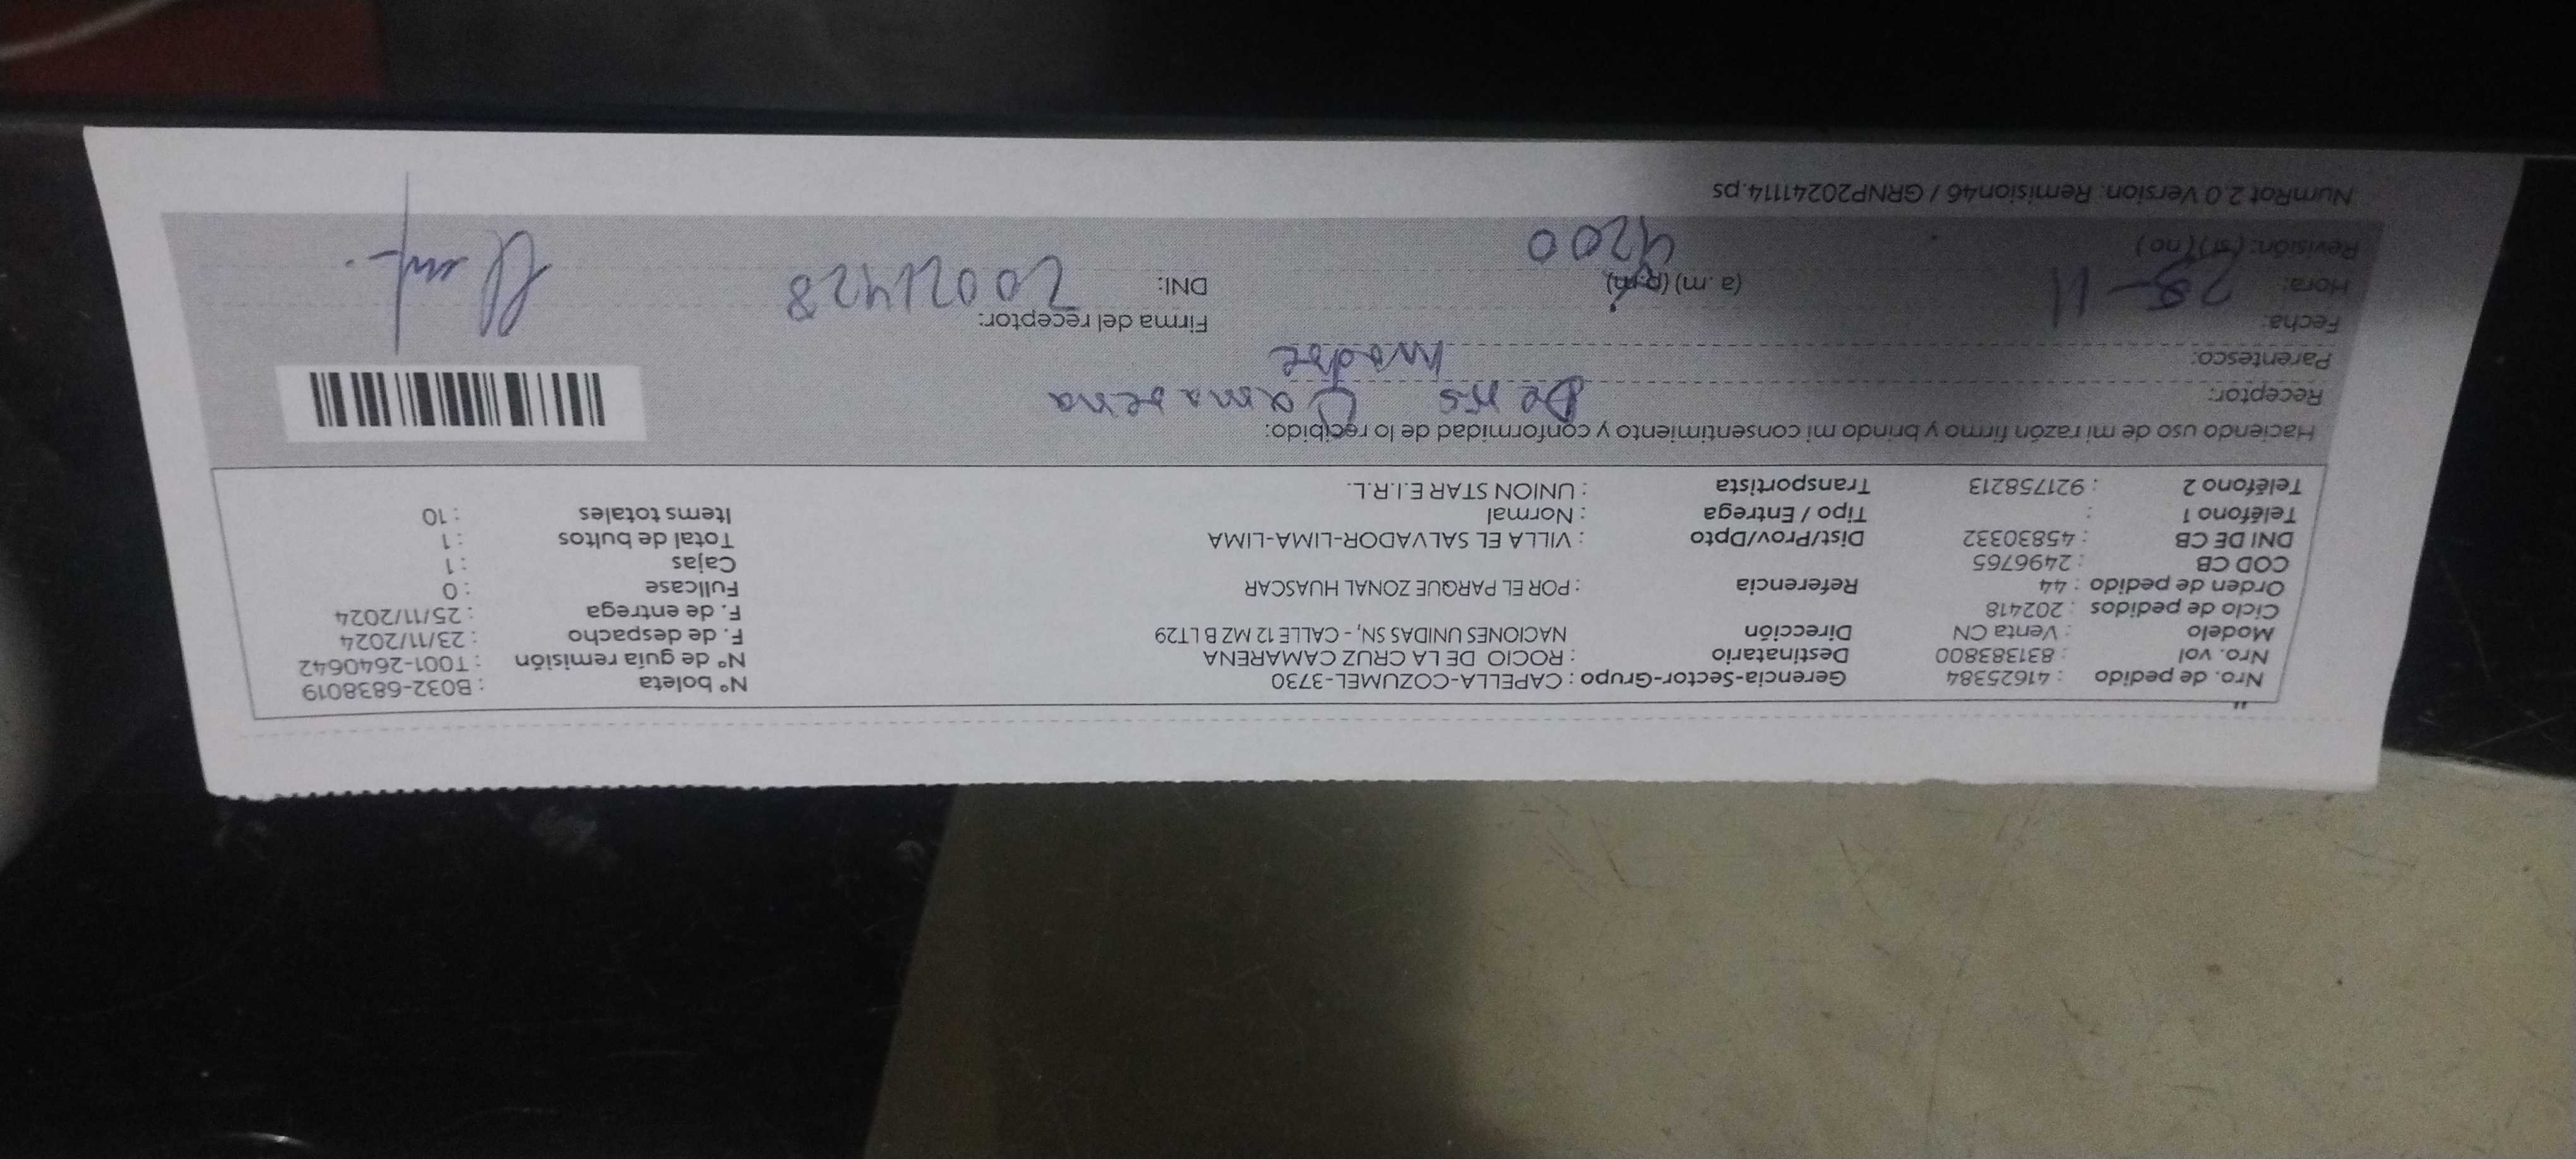 Nro. de pedido : 41625384 Gerencia-Sector-Grupo : CAPELLA-COZUMEL-3730 N° boleta : B032-6838019
Nro. vol : 831383800 Destinatario : ROCIO DE LA CRUZ CAMARENA N° de guía remisión : T001-2640642
Modelo : Venta CN Dirección NACIONES UNIDAS SN, - CALLE 12 MZ B LT29 F. de despacho : 23/11/2024
Ciclo de pedidos : 202418 F. de entrega : 25/11/2024
Orden de pedido : 44 Referencia : POR EL PARQUE ZONAL HUASCAR Fullcase : 0
COD CB : 2496765 Cajas : 1
DNI DE CB : 45830332 Dist/Prov/Dpto : VILLA EL SALVADOR-LIMA-LIMA Total de bultos : 1
Teléfono 1 : Tipo / Entrega : Normal Items totales : 10
Teléfono 2 : 921758213 Transportista : UNION STAR E.I.R.L.
Haciendo uso de mi razón firmo y brindo mi consentimiento y conformidad de lo recibido:
Receptor: Camarena
Parentesco: madre
Fecha: Firma del receptor:
Hora: 25-11 (a. m) (p. m) DNI: 20021428
Revisión: (si) (no) 4200
NumRot 2.0 Version: Remision46 / GRNP20241114.ps